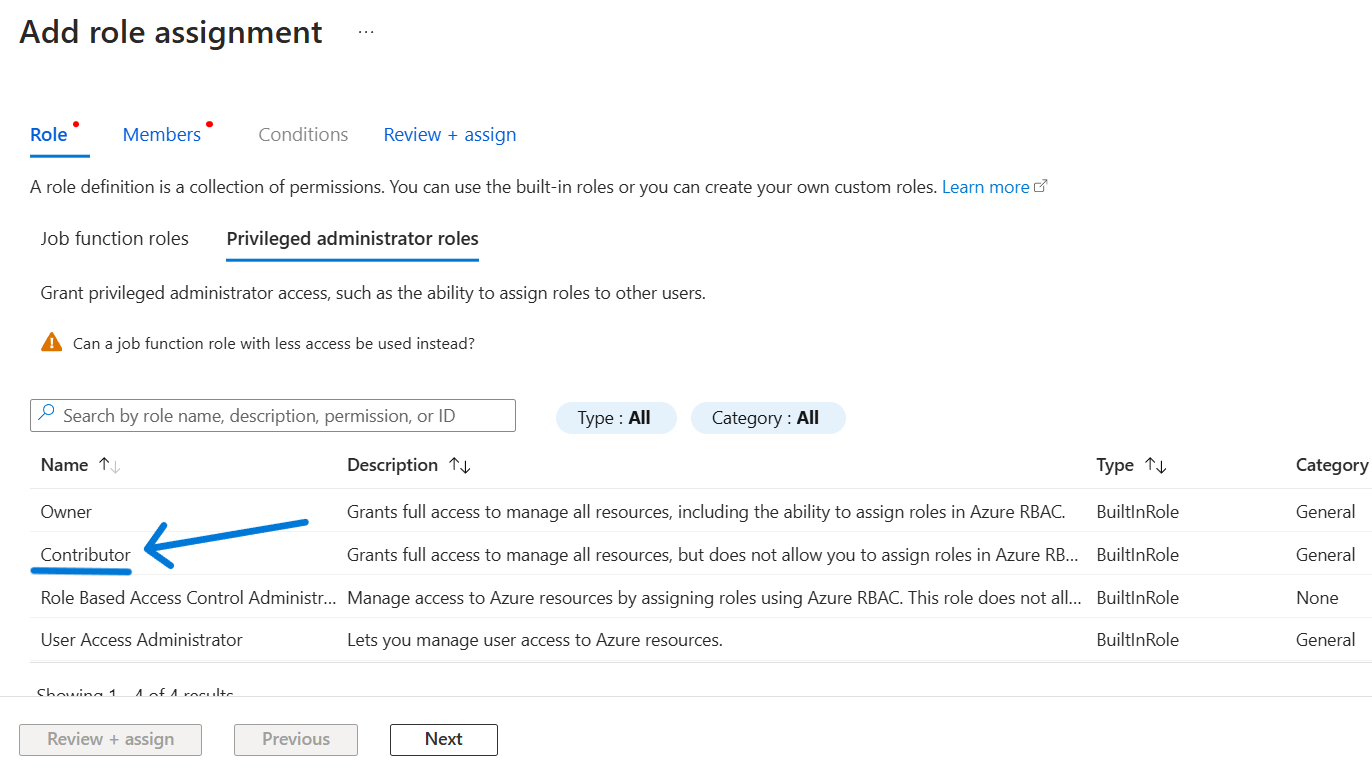 Add role assignment ...
Role Members Conditions Review + assign
A role definition is a collection of permissions. You can use the built-in roles or you can create your own custom roles. Learn more
Job function roles Privileged administrator roles
Grant privileged administrator access, such as the ability to assign roles to other users.
Can a job function role with less access be used instead?
Search by role name, description, permission, or ID Type : All Category : All
Name Description Type Category
Owner Grants full access to manage all resources, including the ability to assign roles in Azure RBAC. BuiltInRole General
Contributor Grants full access to manage all resources, but does not allow you to assign roles in Azure RB... BuiltInRole General
Role Based Access Control Administr... Manage access to Azure resources by assigning roles using Azure RBAC. This role does not all... BuiltInRole None
User Access Administrator Lets you manage user access to Azure resources. BuiltInRole General
Showing 1 - 4 of 4 results
Review + assign Previous Next